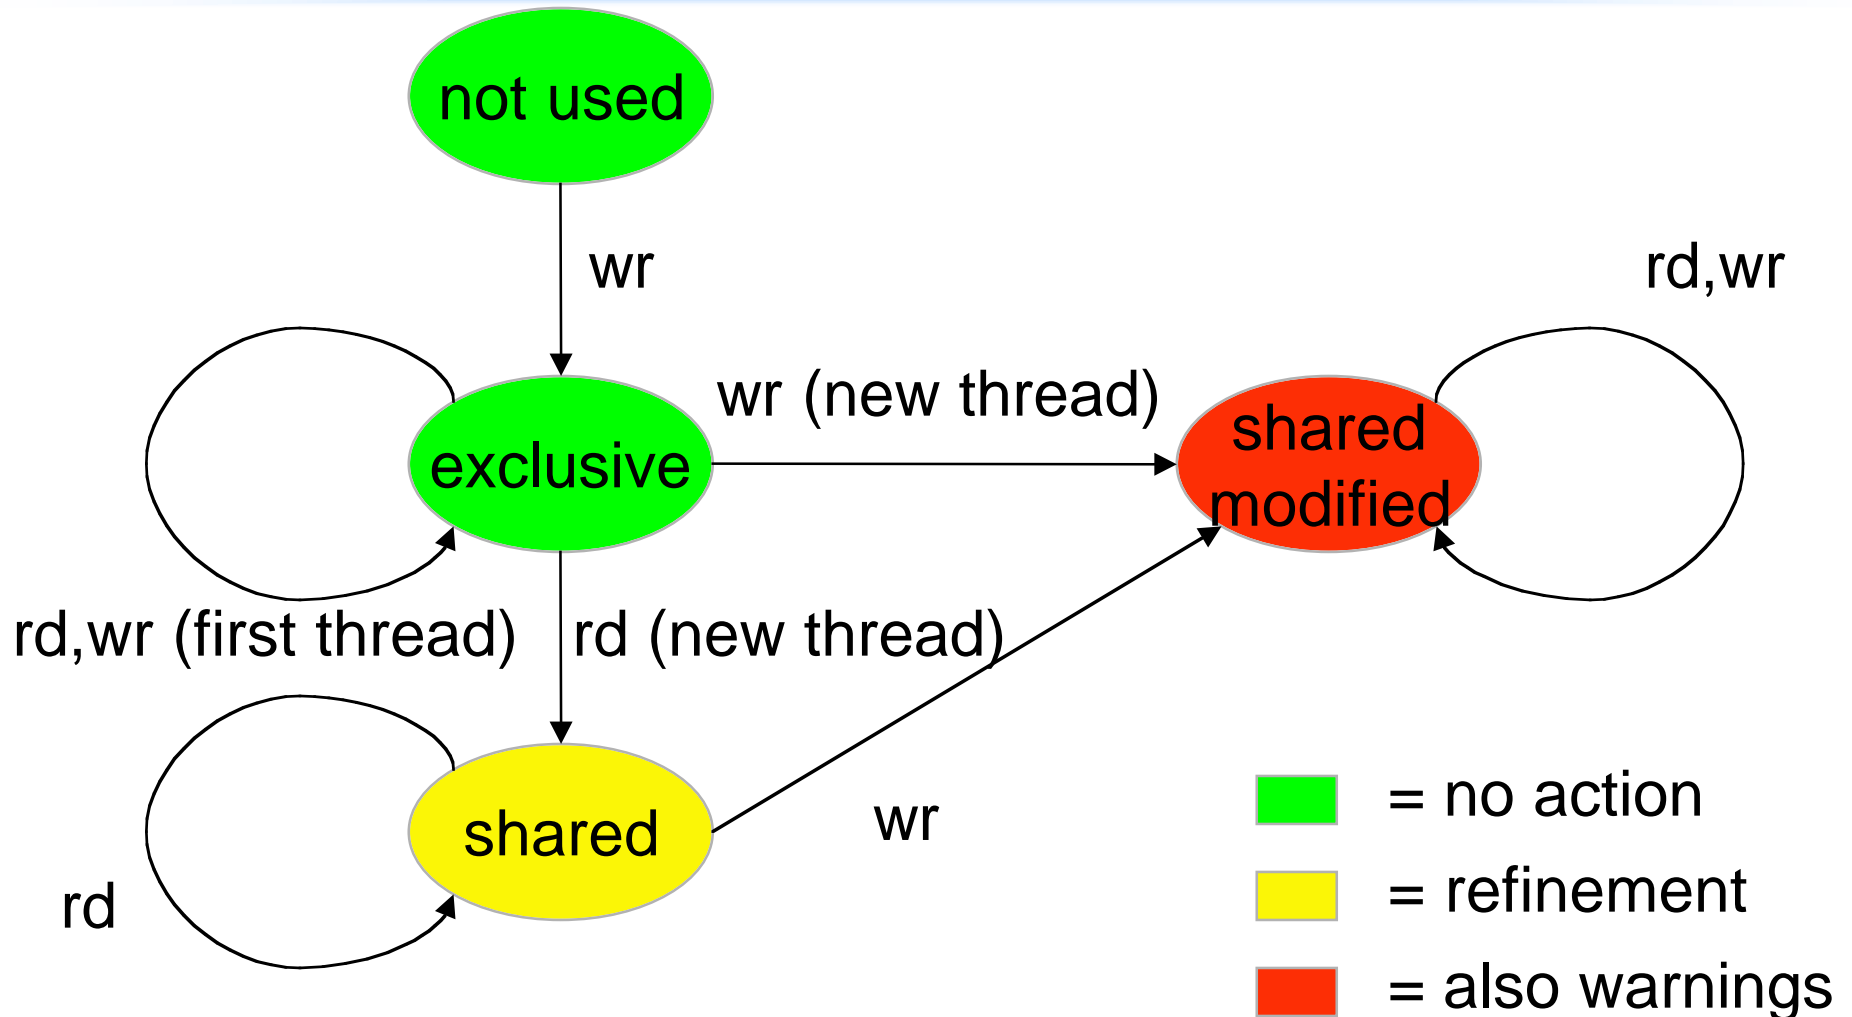 not used
wr
rd,wr
wr (new thread)
shared
modified
exclusive
rd,wr (first thread)
rd (new thread)
shared
wr
rd
= no action
= refinement
= also warnings